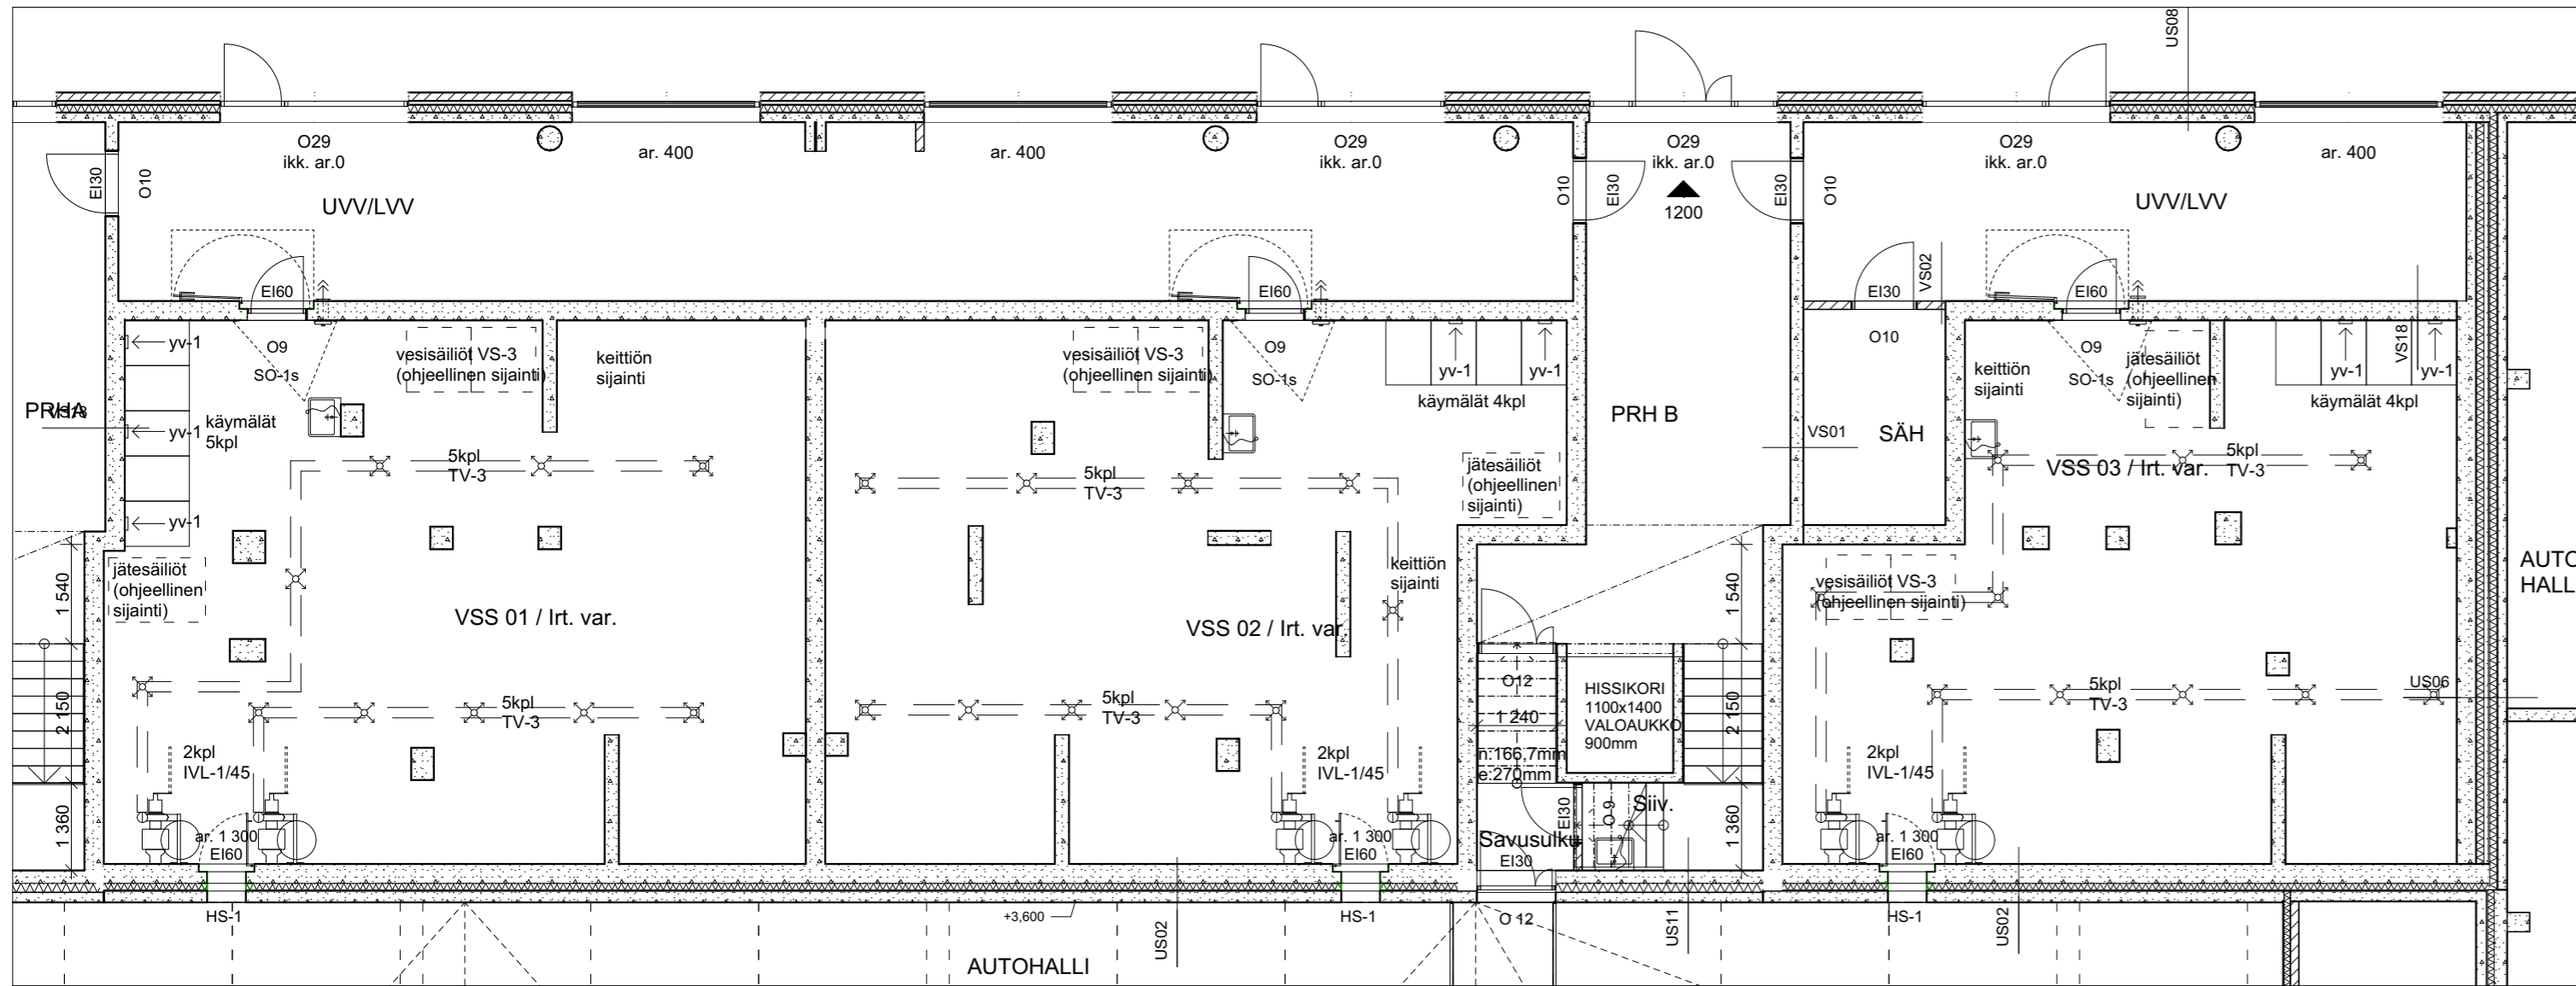 US08
O29
ikk. ar.0
ar. 400
ar. 400
O29
ikk. ar.0
O29
ikk. ar.0
O29
ikk. ar.0
ar. 400
EI30
O10
UVV/LVV
O10
EI30
1200
EI30
O10
UVV/LVV
EI60
EI60
EI30
VS02
EI60
yv-1
O9
SO-1s
vesisäiliöt VS-3
(ohjeellinen sijainti)
keittiön
sijainti
vesisäiliöt VS-3
(ohjeellinen sijainti)
O9
SO-1s
yv-1
yv-1
käymälät 4kpl
O10
keittiön
sijainti
O9
SO-1s
jätesäiliöt
(ohjeellinen
sijainti)
VS18
yv-1
yv-1
käymälät 4kpl
PRHA
yv-1
käymälät
5kpl
PRH B
VS01
SÄH
5kpl
TV-3
5kpl
TV-3
jätesäiliöt
(ohjeellinen
sijainti)
VSS 03 / Irt. var.
5kpl
TV-3
yv-1
jätesäiliöt
(ohjeellinen
sijainti)
1 540
VSS 01 / Irt. var.
VSS 02 / Irt. var.
keittiön
sijainti
1 540
vesisäiliöt VS-3
(ohjeellinen sijainti)
AUTO
HALL
2 150
5kpl
TV-3
5kpl
TV-3
O12
1 240
n:166,7mm
e:270mm
HISSIKORI
1100x1400
VALOAUKKO
900mm
2 150
5kpl
TV-3
US06
2kpl
IVL-1/45
2kpl
IVL-1/45
2kpl
IVL-1/45
1 360
ar. 1 300
EI60
ar. 1 300
EI60
Savusulku
EI30
EI30
O-9
Siiv.
1 360
ar. 1 300
EI60
HS-1
+3,600
US02
HS-1
O 12
US11
HS-1
US02
AUTOHALLI